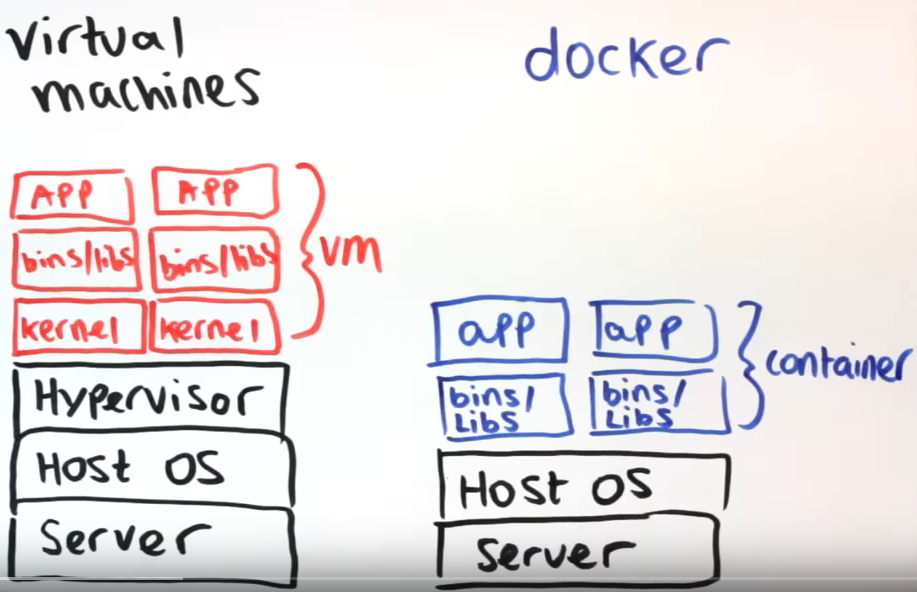 virtual
machines
docker
APP APP
bins/libs bins/libs
vm
kernel kernel
Hypervisor
Host OS
Server
app app
container
bins/ bins/
Libs Libs
Host OS
server